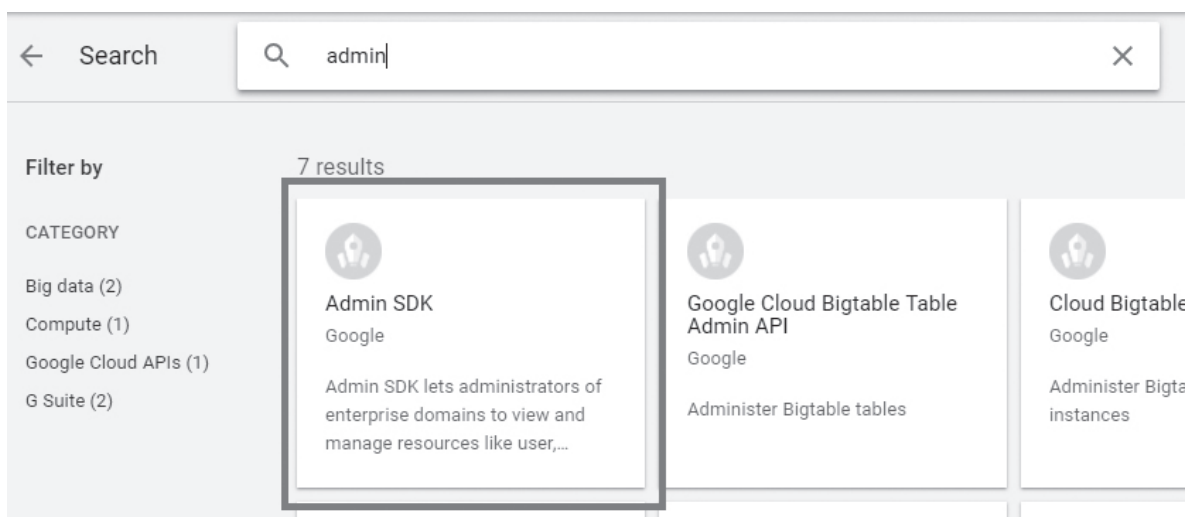 Search
admin
Filter by
CATEGORY
Big data (2)
Compute (1)
Google Cloud APIs (1)
G Suite (2)
7 results
Admin SDK
Google
Admin SDK lets administrators of
enterprise domains to view and
manage resources like user,...
Google Cloud Bigtable Table
Admin API
Google
Administer Bigtable tables
Cloud Bigtable
Google
Administer
instances